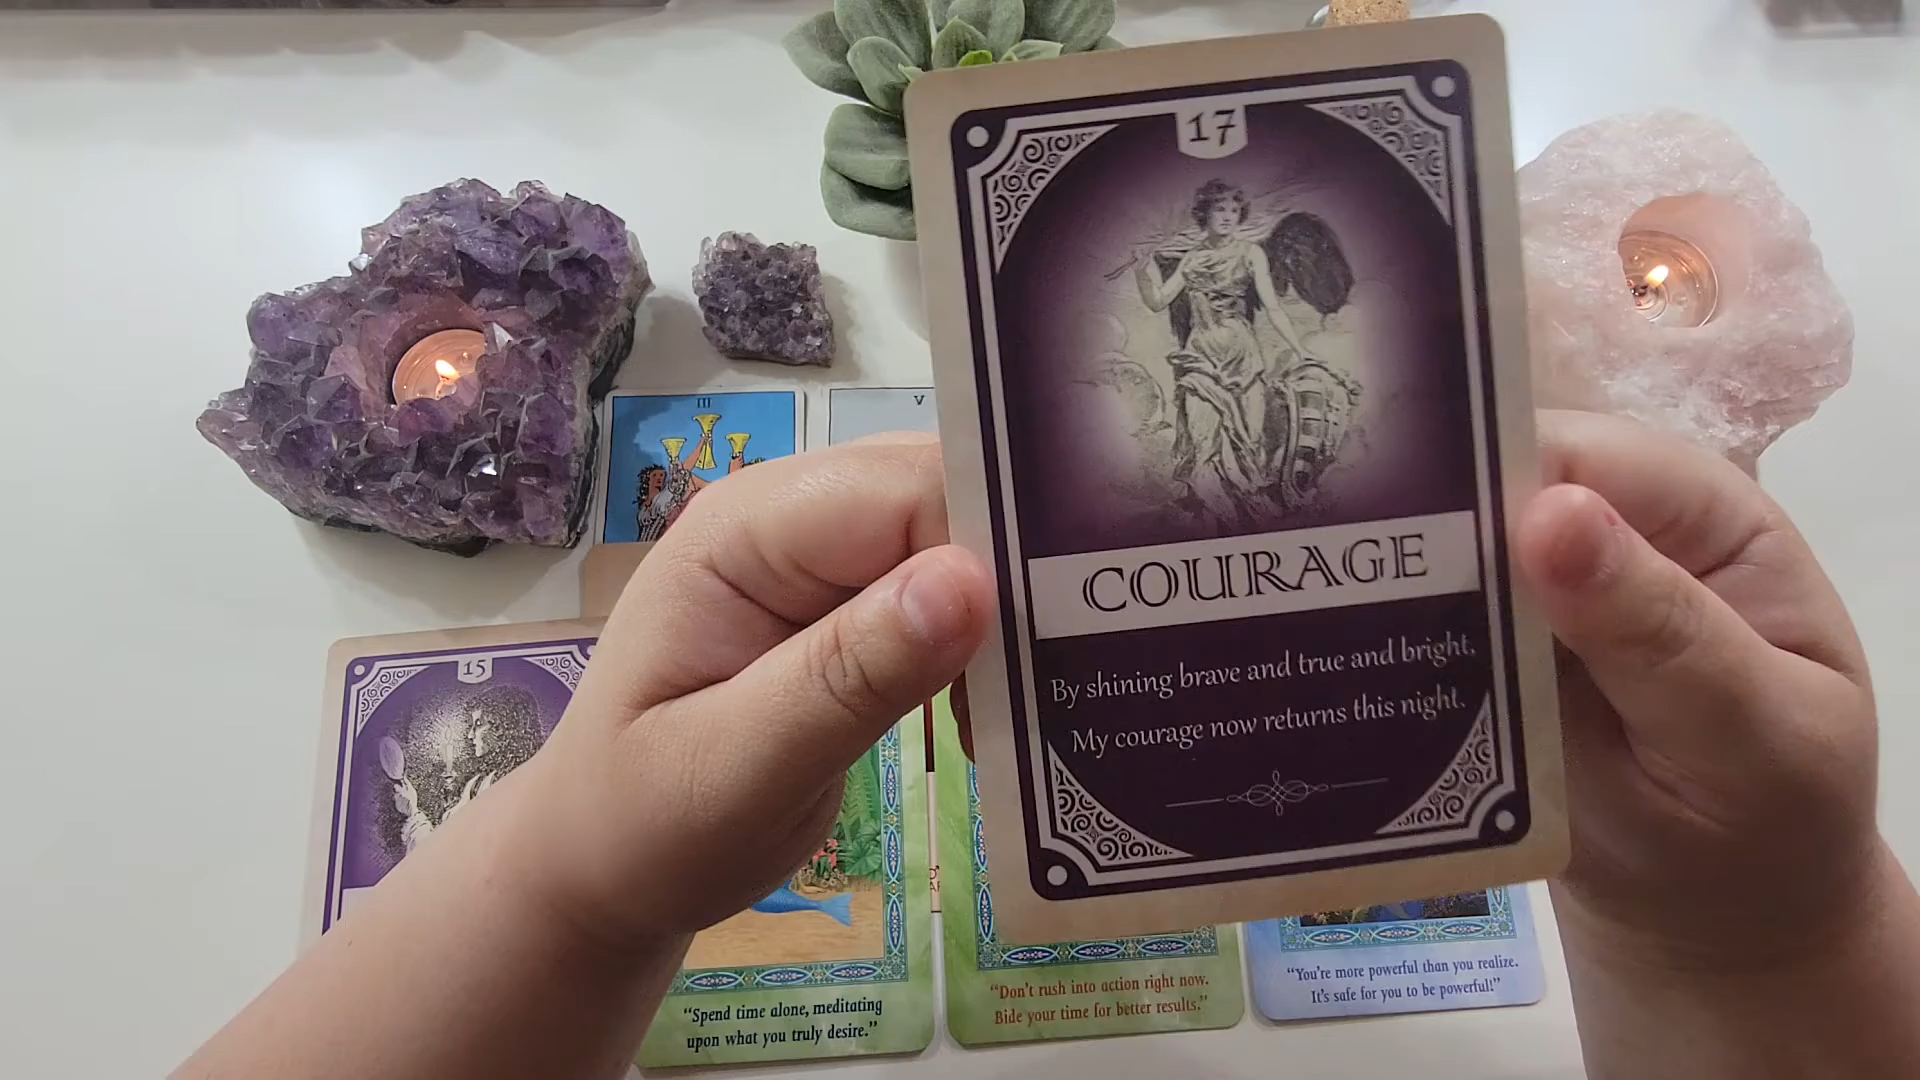 17
COURAGE
By shining brave and true and bright,
My courage now returns this night.
III
V
15
"Spend time alone, meditating
upon what you truly desire."
"Don't rush into action right now.
Bide your time for better results."
"You're more powerful than you realize.
It's safe for you to be powerful!"